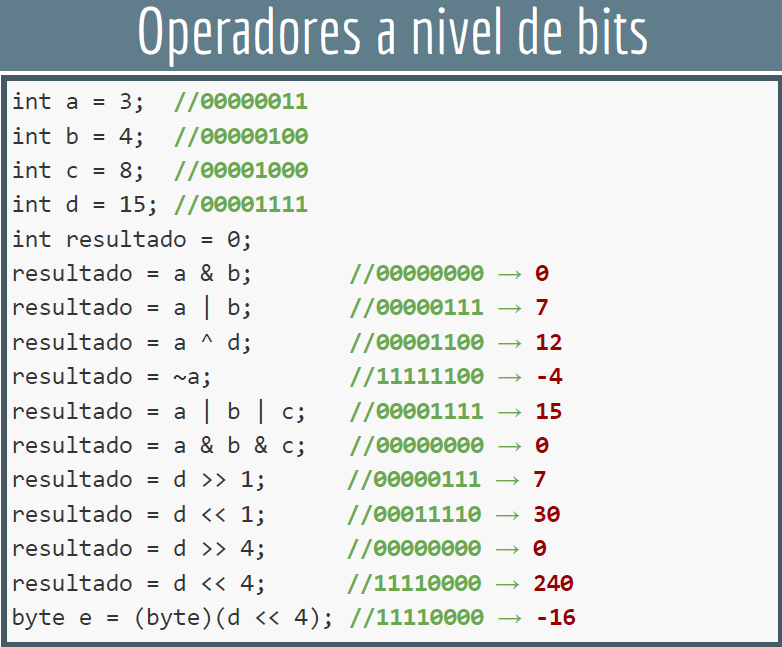 Operadores a nivel de bits
int a = 3;  //00000011
int b = 4;  //00000100
int c = 8;  //00001000
int d = 15; //00001111
int resultado = 0;
resultado = a & b;       //00000000 → 0
resultado = a | b;       //00000111 → 7
resultado = a ^ d;       //00001100 → 12
resultado = ~a;          //11111100 → -4
resultado = a | b | c;   //00001111 → 15
resultado = a & b & c;   //00000000 → 0
resultado = d >> 1;      //00000111 → 7
resultado = d << 1;      //00011110 → 30
resultado = d >> 4;      //00000000 → 0
resultado = d << 4;      //11110000 → 240
byte e = (byte)(d << 4); //11110000 → -16